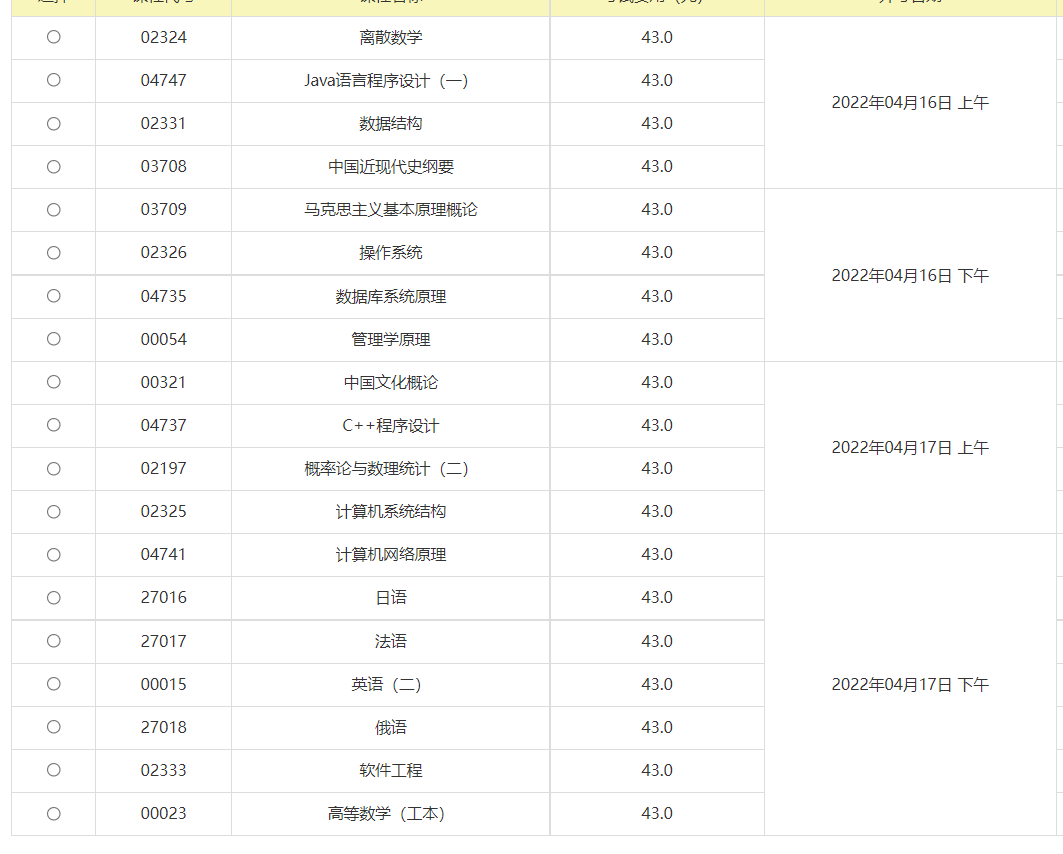 02324 离散数学 43.0
04747 Java语言程序设计（一） 43.0
2022年04月16日 上午
02331 数据结构 43.0
03708 中国近现代史纲要 43.0
03709 马克思主义基本原理概论 43.0
02326 操作系统 43.0
2022年04月16日 下午
04735 数据库系统原理 43.0
00054 管理学原理 43.0
00321 中国文化概论 43.0
04737 C++程序设计 43.0
2022年04月17日 上午
02197 概率论与数理统计（二） 43.0
02325 计算机系统结构 43.0
04741 计算机网络原理 43.0
27016 日语 43.0
27017 法语 43.0
00015 英语（二） 43.0 2022年04月17日 下午
27018 俄语 43.0
02333 软件工程 43.0
00023 高等数学（工本） 43.0